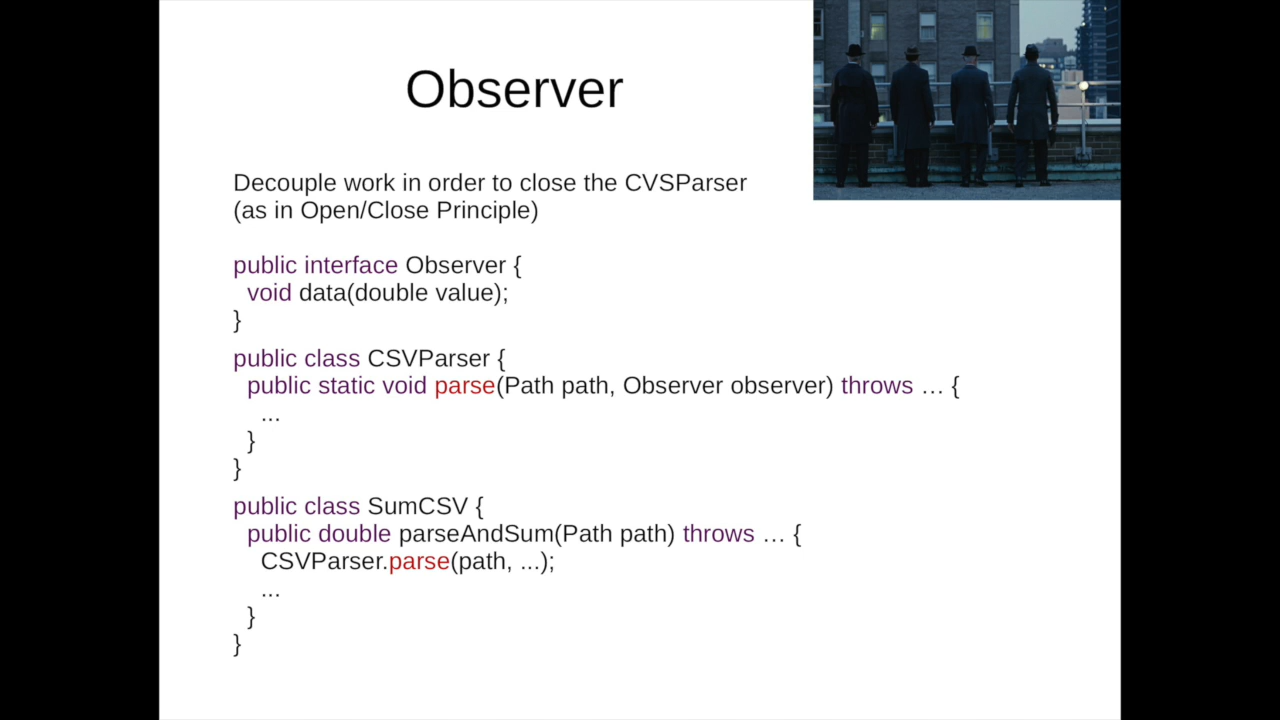 Observer
Decouple work in order to close the CVSParser
(as in Open/Close Principle)
public interface Observer {
void data(double value);
}
public class CSVParser {
public static void parse(Path path, Observer observer) throws … {
...
}
}
public class SumCSV {
public double parseAndSum(Path path) throws … {
CSVParser.parse(path, ...);
...
}
}